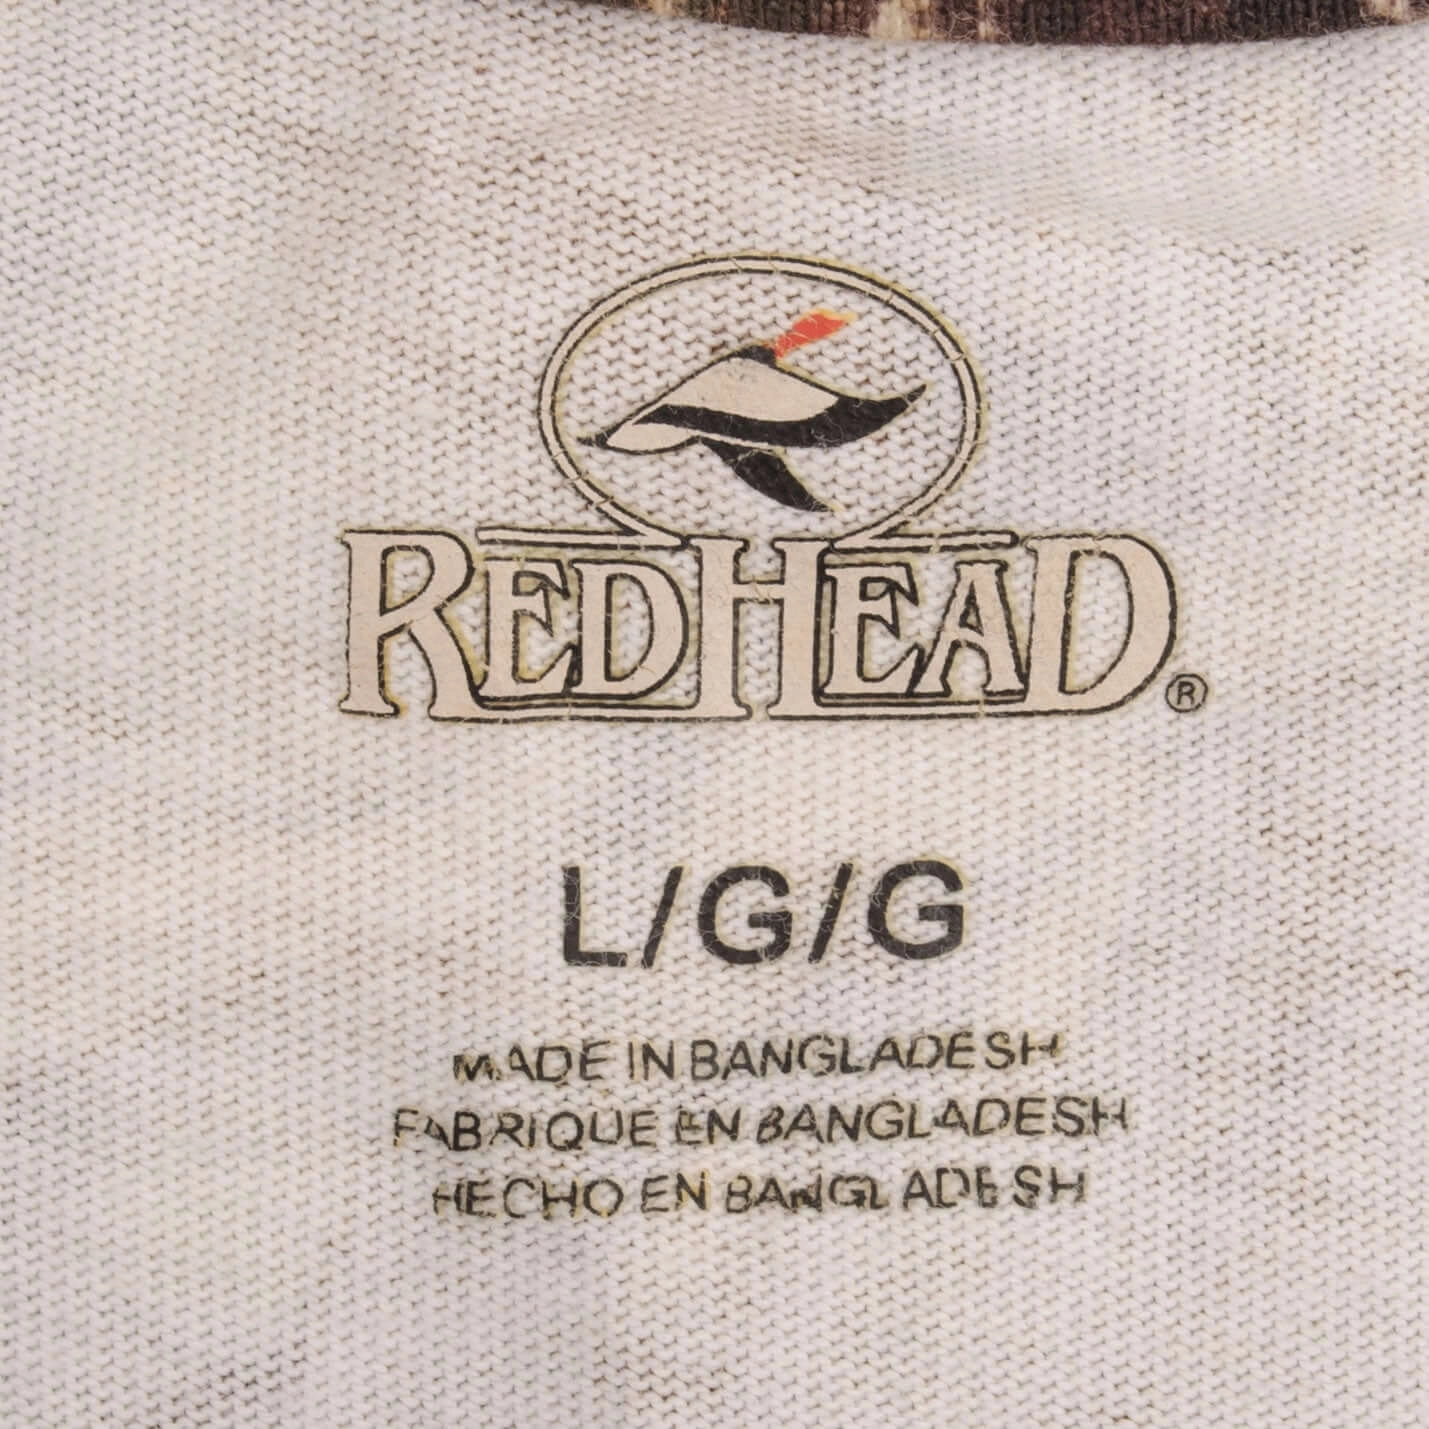 REDHEAD®
L/G/G
MADE IN BANGLADESH
FABRIQUE EN BANGLADESH
HECHO EN BANGLADESH